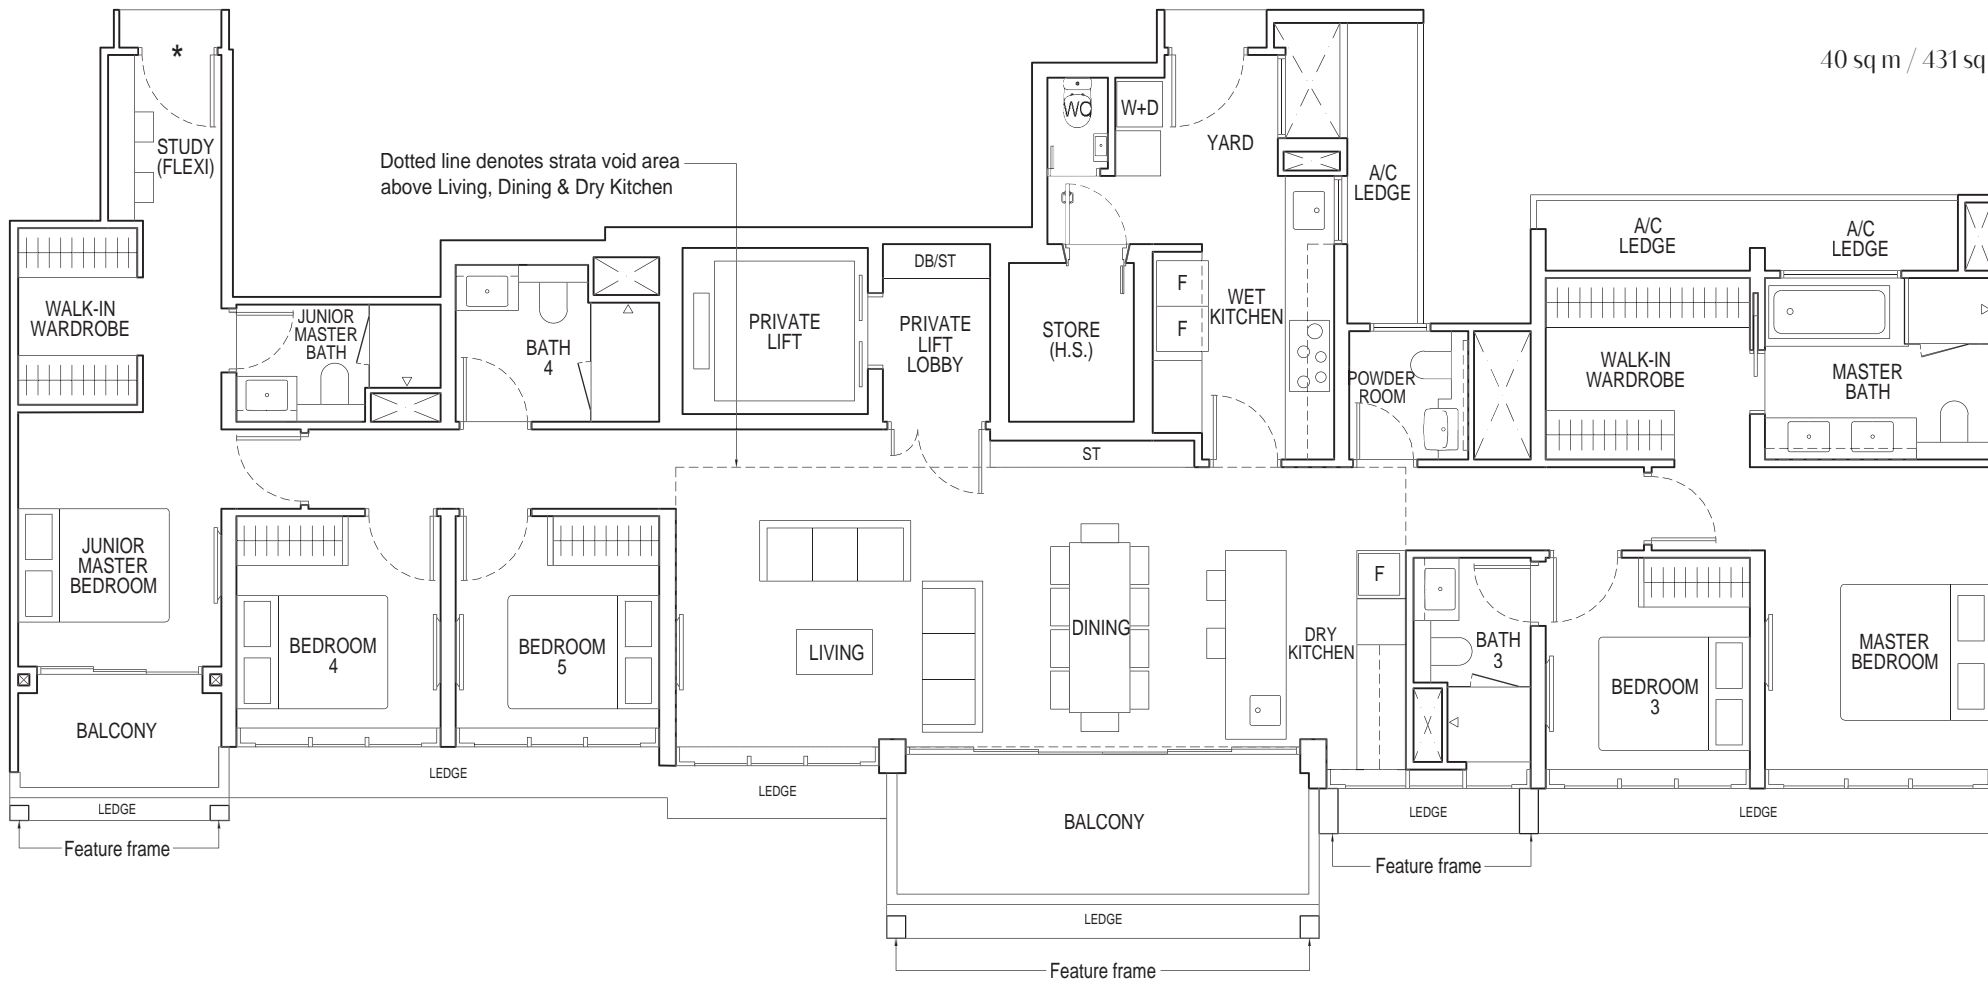 *
40 sq m / 431 sq
STUDY
(FLEXI)
Dotted line denotes strata void area
above Living, Dining & Dry Kitchen
WC
W+D
YARD
A/C
LEDGE
A/C
LEDGE
A/C
LEDGE
WALK-IN
WARDROBE
JUNIOR
MASTER
BATH
BATH
4
PRIVATE
LIFT
DB/ST
PRIVATE
LIFT
LOBBY
STORE
(H.S.)
F
F
WET
KITCHEN
POWDER
ROOM
WALK-IN
WARDROBE
MASTER
BATH
ST
JUNIOR
MASTER
BEDROOM
BEDROOM
4
BEDROOM
5
LIVING
DINING
F
DRY
KITCHEN
BATH
3
BEDROOM
3
MASTER
BEDROOM
BALCONY
LEDGE
LEDGE
LEDGE
BALCONY
LEDGE
LEDGE
Feature frame
Feature frame
LEDGE
Feature frame